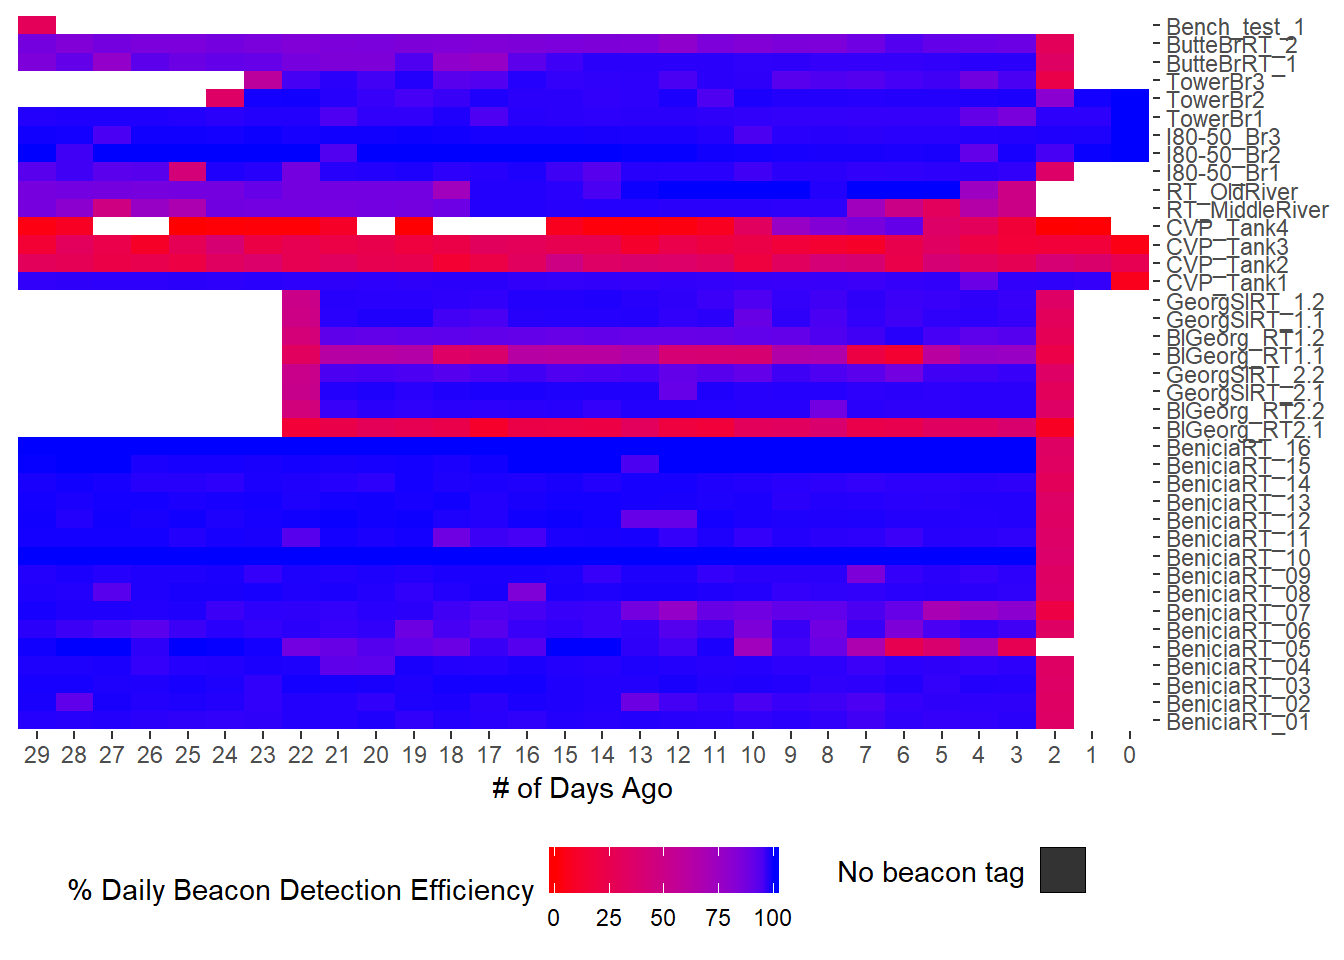 Bench_test_1
ButteBrRT_2
ButteBrRT_1
TowerBr3
TowerBr2
TowerBr1
I80-50_Br3
I80-50_Br2
I80-50_Br1
RT_OldRiver
RT_MiddleRiver
CVP_Tank4
CVP_Tank3
CVP_Tank2
CVP_Tank1
GeorgSlRT_1.2
GeorgSlRT_1.1
BlGeorg_RT1.2
BlGeorg_RT1.1
GeorgSlRT_2.2
GeorgSlRT_2.1
BlGeorg_RT2.2
BlGeorg_RT2.1
BeniciaRT_16
BeniciaRT_15
BeniciaRT_14
BeniciaRT_13
BeniciaRT_12
BeniciaRT_11
BeniciaRT_10
BeniciaRT_09
BeniciaRT_08
BeniciaRT_07
BeniciaRT_06
BeniciaRT_05
BeniciaRT_04
BeniciaRT_03
BeniciaRT_02
BeniciaRT_01
29 28 27 26 25 24 23 22 21 20 19 18 17 16 15 14 13 12 11 10 9 8 7 6 5 4 3 2 1 0
# of Days Ago
% Daily Beacon Detection Efficiency
0 25 50 75 100
No beacon tag